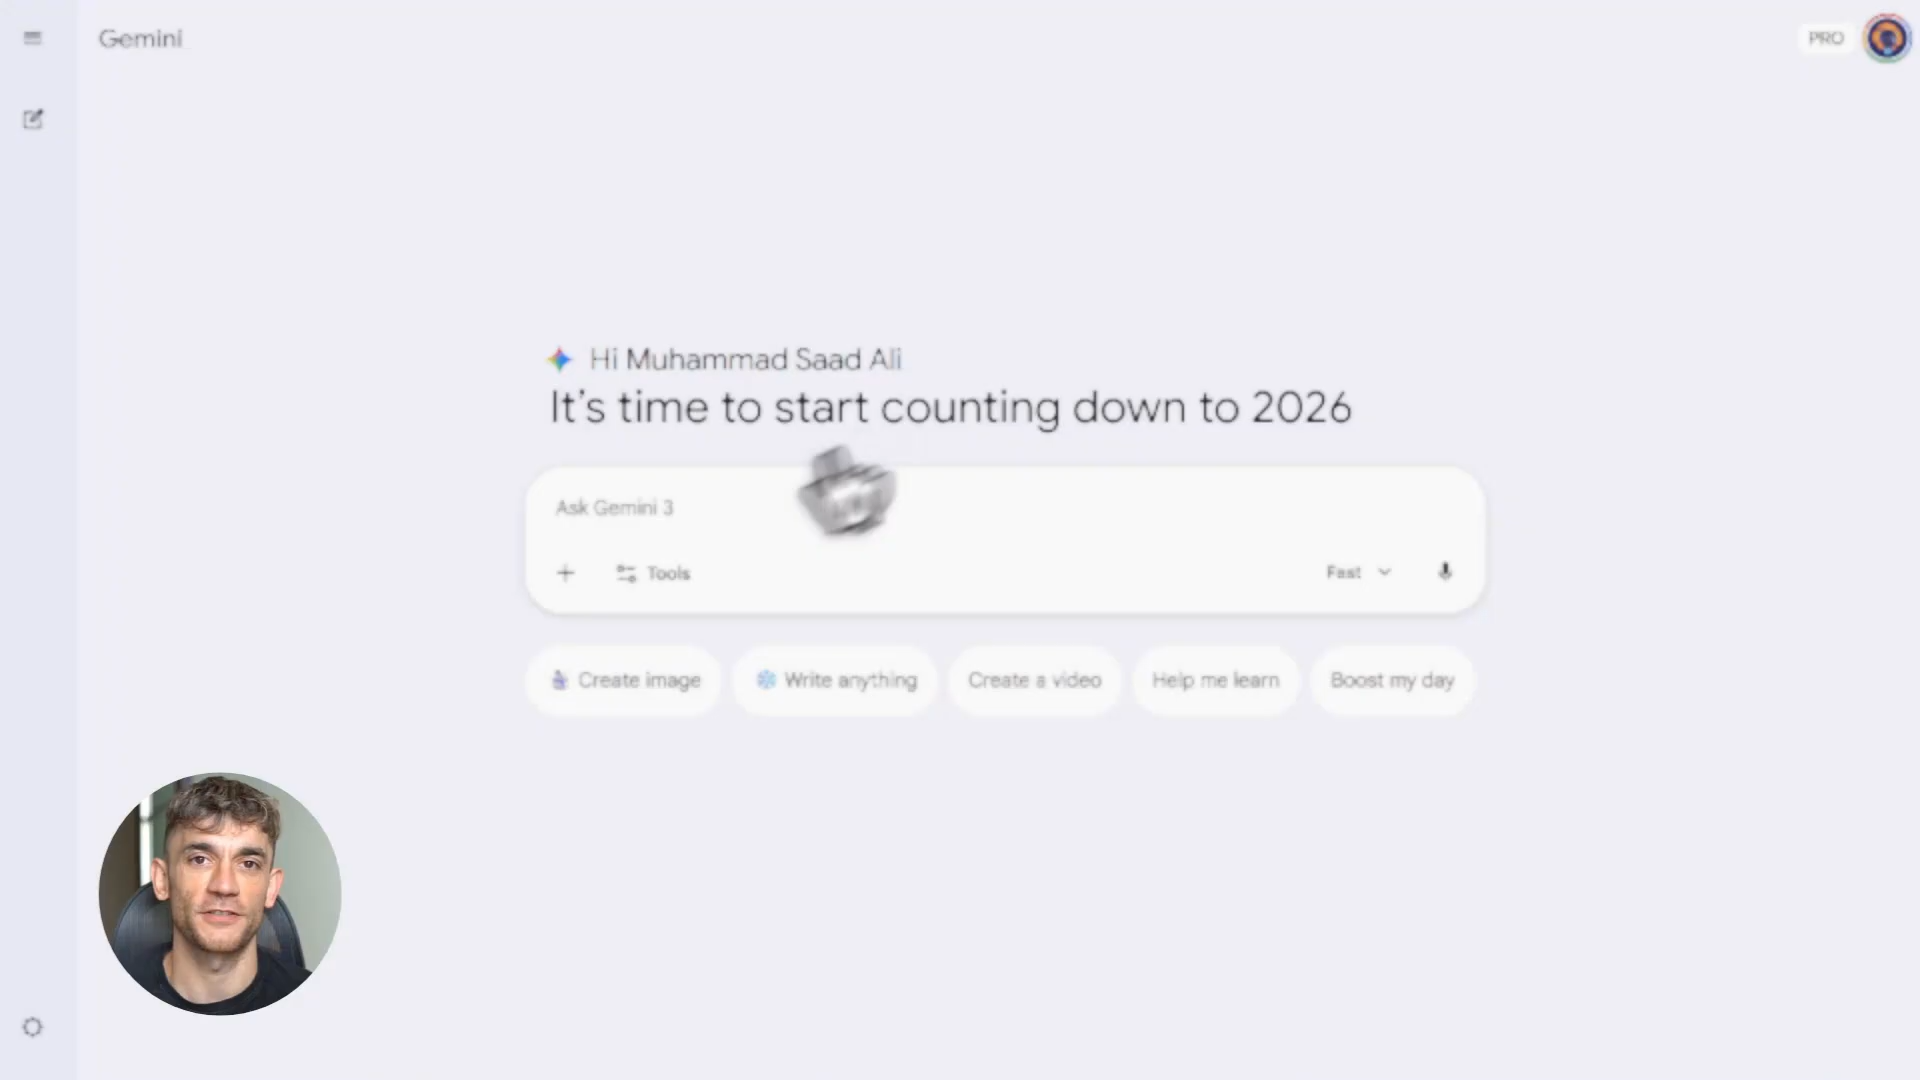 Gemini
PRO
Hi Muhammad Saad Ali
It's time to start counting down to 2026
Ask Gemini 3
Tools
Fast
Create image
Write anything
Create a video
Help me learn
Boost my day